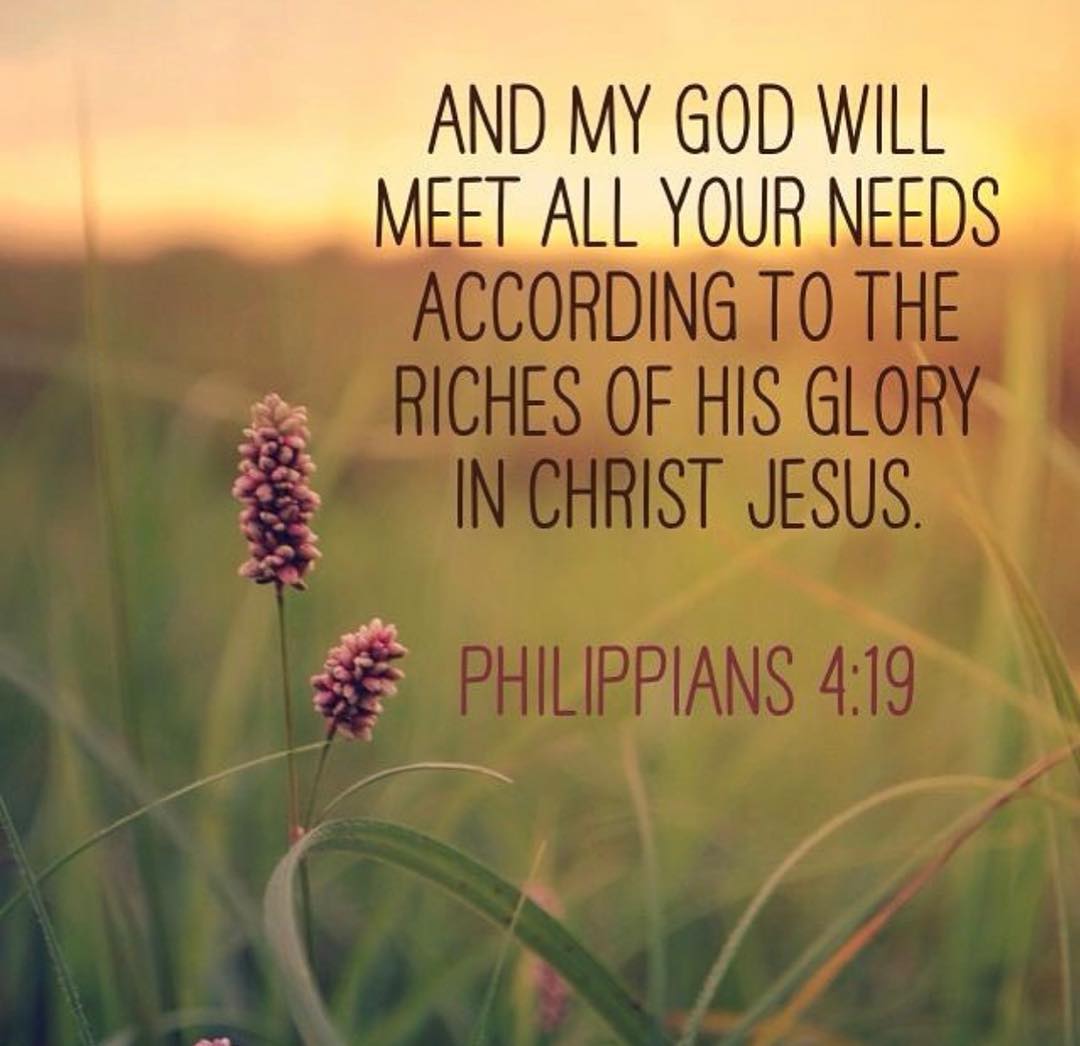 AND MY GOD WILL
MEET ALL YOUR NEEDS
ACCORDING TO THE
RICHES OF HIS GLORY
IN CHRIST JESUS.
PHILIPPIANS 4:19